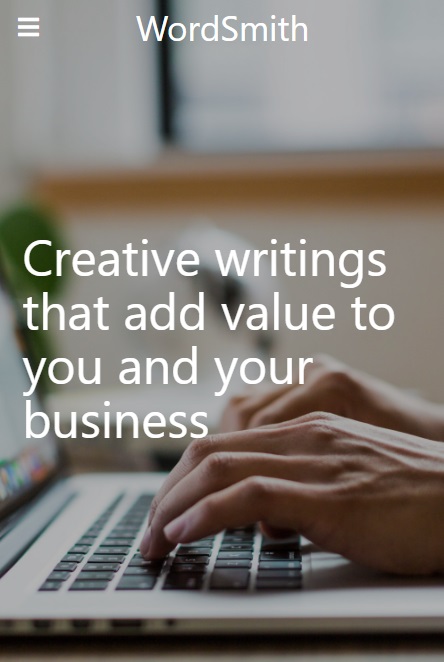 WordSmith
Creative writings
that add value to
you and your
business